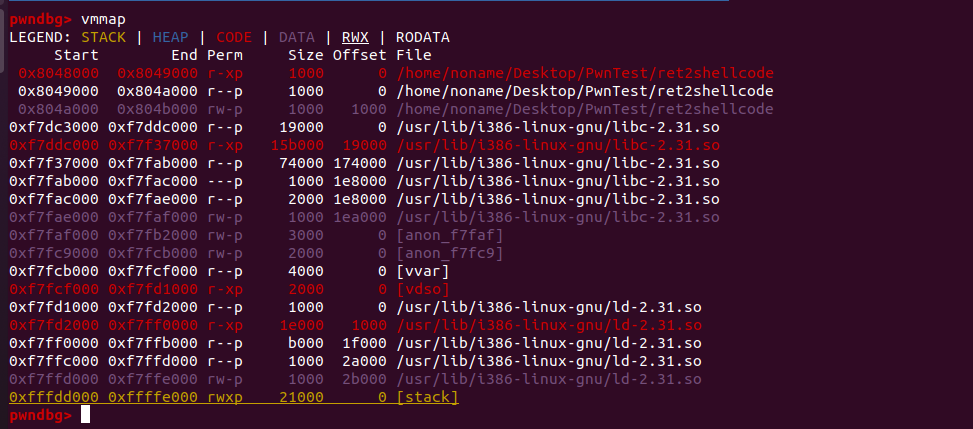 pwndbg> vmmap
LEGEND: STACK | HEAP | CODE | DATA | RWX | RODATA
     Start        End Perm     Size Offset File
 0x8048000  0x8049000 r-xp     1000      0 /home/noname/Desktop/PwnTest/ret2shellcode
 0x8049000  0x804a000 r--p     1000      0 /home/noname/Desktop/PwnTest/ret2shellcode
 0x804a000  0x804b000 rw-p     1000   1000 /home/noname/Desktop/PwnTest/ret2shellcode
0xf7dc3000 0xf7ddc000 r--p    19000      0 /usr/lib/i386-linux-gnu/libc-2.31.so
0xf7ddc000 0xf7f37000 r-xp   15b000  19000 /usr/lib/i386-linux-gnu/libc-2.31.so
0xf7f37000 0xf7fab000 r--p    74000 174000 /usr/lib/i386-linux-gnu/libc-2.31.so
0xf7fab000 0xf7fac000 ---p     1000 1e8000 /usr/lib/i386-linux-gnu/libc-2.31.so
0xf7fac000 0xf7fae000 r--p     2000 1e8000 /usr/lib/i386-linux-gnu/libc-2.31.so
0xf7fae000 0xf7faf000 rw-p     1000 1ea000 /usr/lib/i386-linux-gnu/libc-2.31.so
0xf7faf000 0xf7fb2000 rw-p     3000      0 [anon_f7faf]
0xf7fc9000 0xf7fcb000 rw-p     2000      0 [anon_f7fc9]
0xf7fcb000 0xf7fcf000 r--p     4000      0 [vvar]
0xf7fcf000 0xf7fd1000 r-xp     2000      0 [vdso]
0xf7fd1000 0xf7fd2000 r--p     1000      0 /usr/lib/i386-linux-gnu/ld-2.31.so
0xf7fd2000 0xf7ff0000 r-xp    1e000   1000 /usr/lib/i386-linux-gnu/ld-2.31.so
0xf7ff0000 0xf7ffb000 r--p     b000  1f000 /usr/lib/i386-linux-gnu/ld-2.31.so
0xf7ffc000 0xf7ffd000 r--p     1000  2a000 /usr/lib/i386-linux-gnu/ld-2.31.so
0xf7ffd000 0xf7ffe000 rw-p     1000  2b000 /usr/lib/i386-linux-gnu/ld-2.31.so
0xfffdd000 0xffffe000 rwxp    21000      0 [stack]
pwndbg>